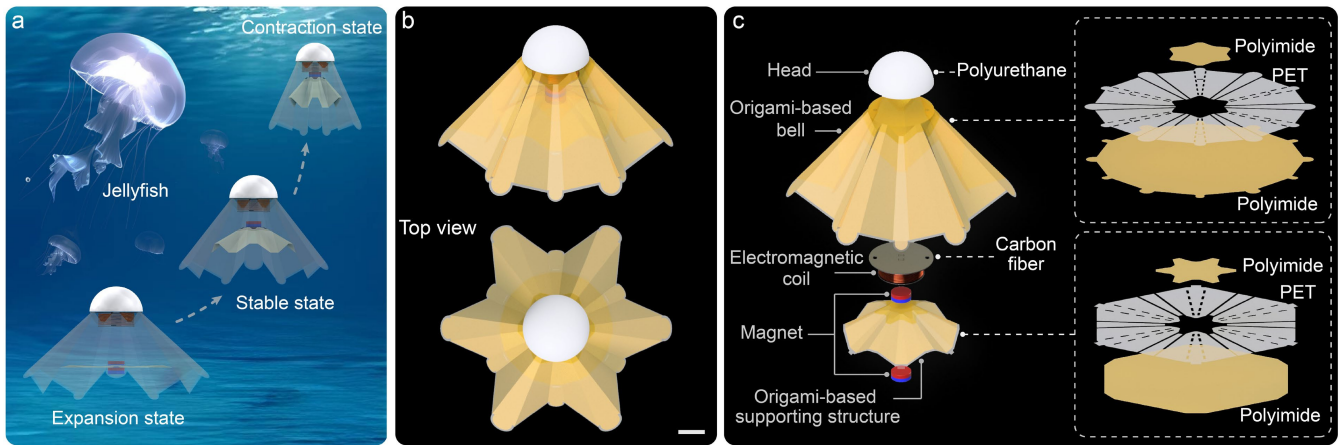 a
Contraction state
Jellyfish
Stable state
Expansion state
b
Top view
c
Head
Polyurethane
Origami-based
bell
Electromagnetic
coil
Carbon
fiber
Magnet
Origami-based
supporting structure
Polyimide
PET
Polyimide
Polyimide
PET
Polyimide